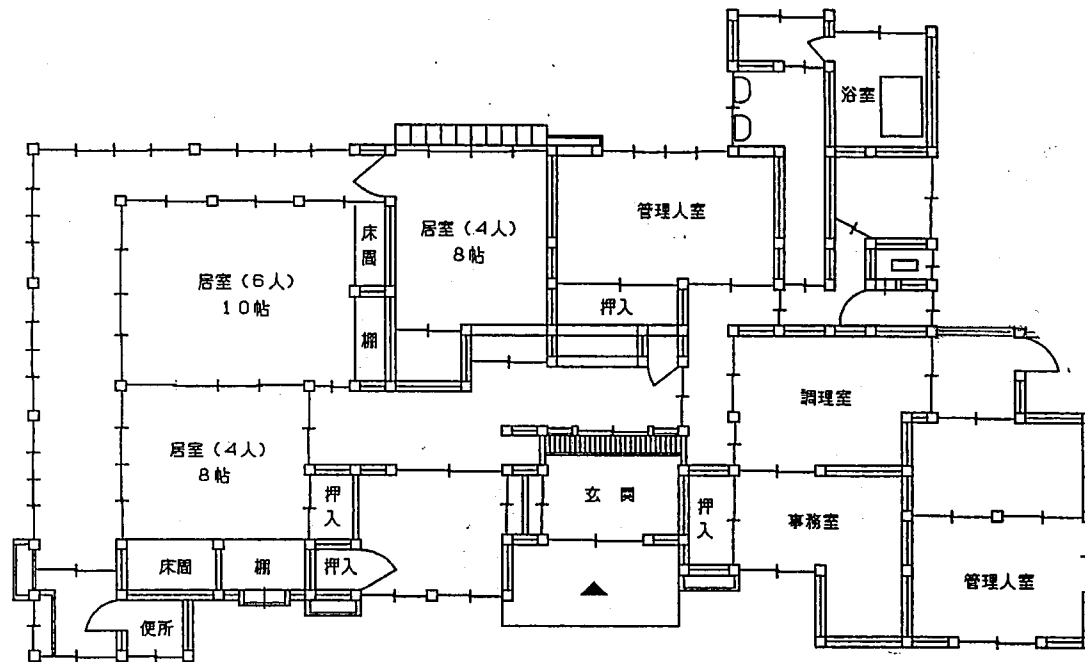 浴室
管理人室
居室（４人）
８帖
床間
居室（６人）
１０帖
押入
棚
調理室
居室（４人）
８帖
押入
玄関
押入
事務室
床間
棚
押入
管理人室
便所